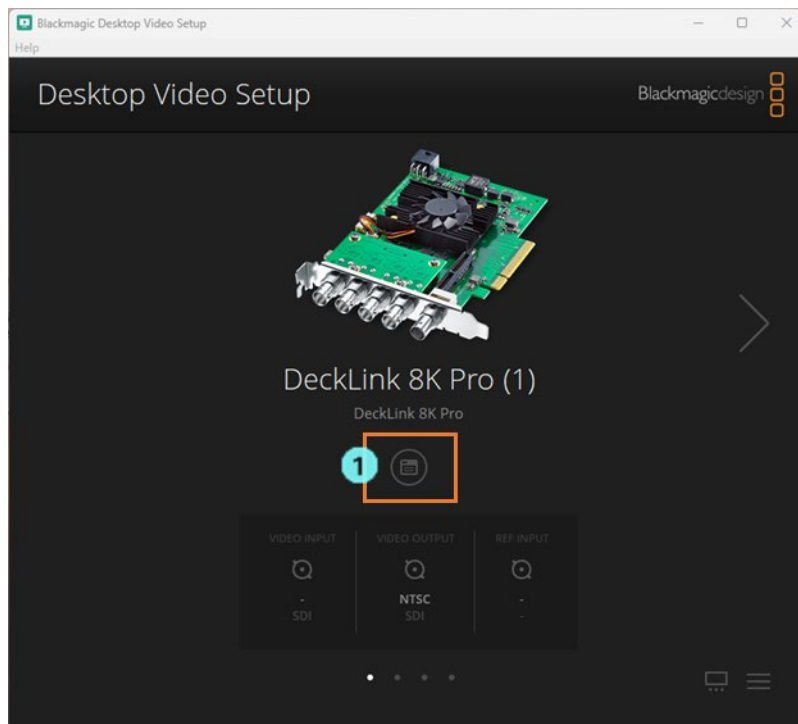 Blackmagic Desktop Video Setup
Help
Desktop Video Setup
Blackmagicdesign
DeckLink 8K Pro (1)
DeckLink 8K Pro
1
VIDEO INPUT VIDEO OUTPUT REF INPUT
- NTSC -
SDI SDI -